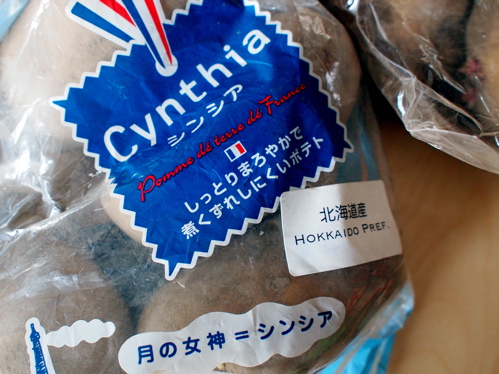 Cynthia
シンシア
Pomme de terre de France
しっとりまろやかで
煮くずれしにくいポテト
北海道産
HOKKAIDO PREF.
月の女神=シンシア